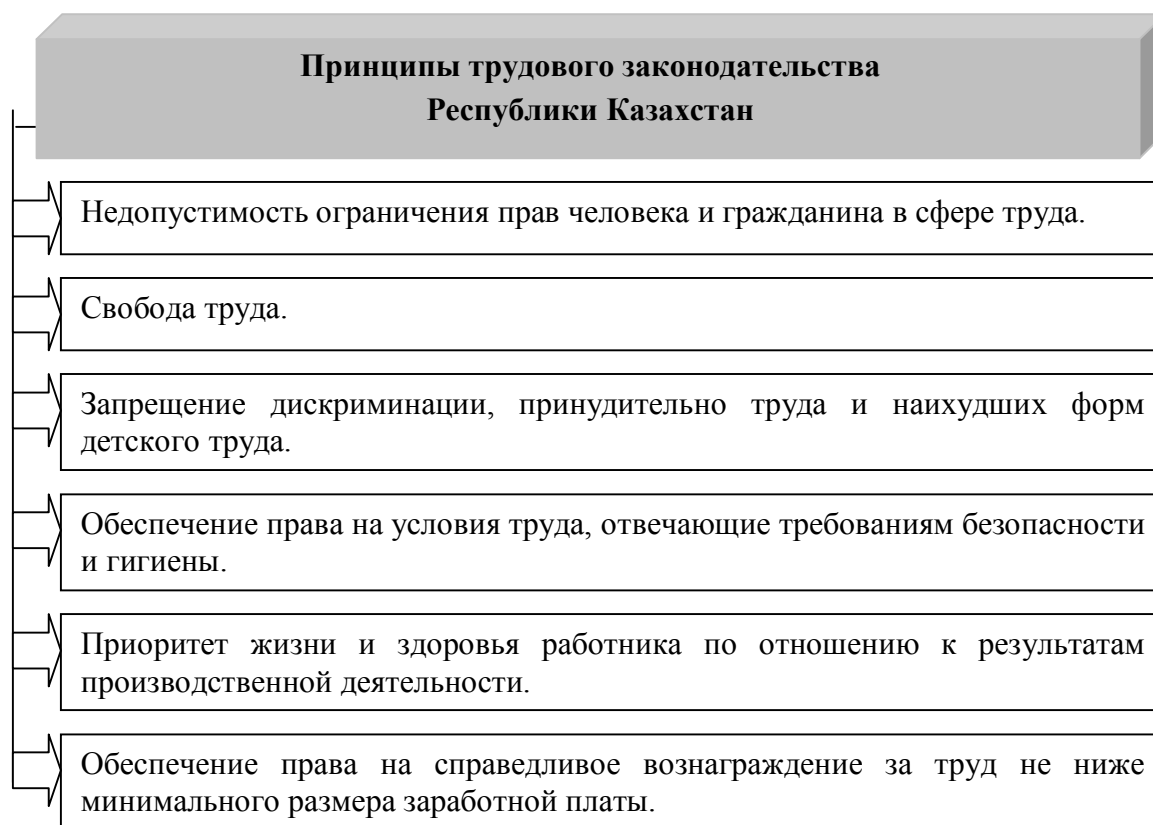 Принципы трудового законодательства
Республики Казахстан
Недопустимость ограничения прав человека и гражданина в сфере труда.
Свобода труда.
Запрещение дискриминации, принудительно труда и наихудших форм
детского труда.
Обеспечение права на условия труда, отвечающие требованиям безопасности
и гигиены.
Приоритет жизни и здоровья работника по отношению к результатам
производственной деятельности.
Обеспечение права на справедливое вознаграждение за труд не ниже
минимального размера заработной платы.